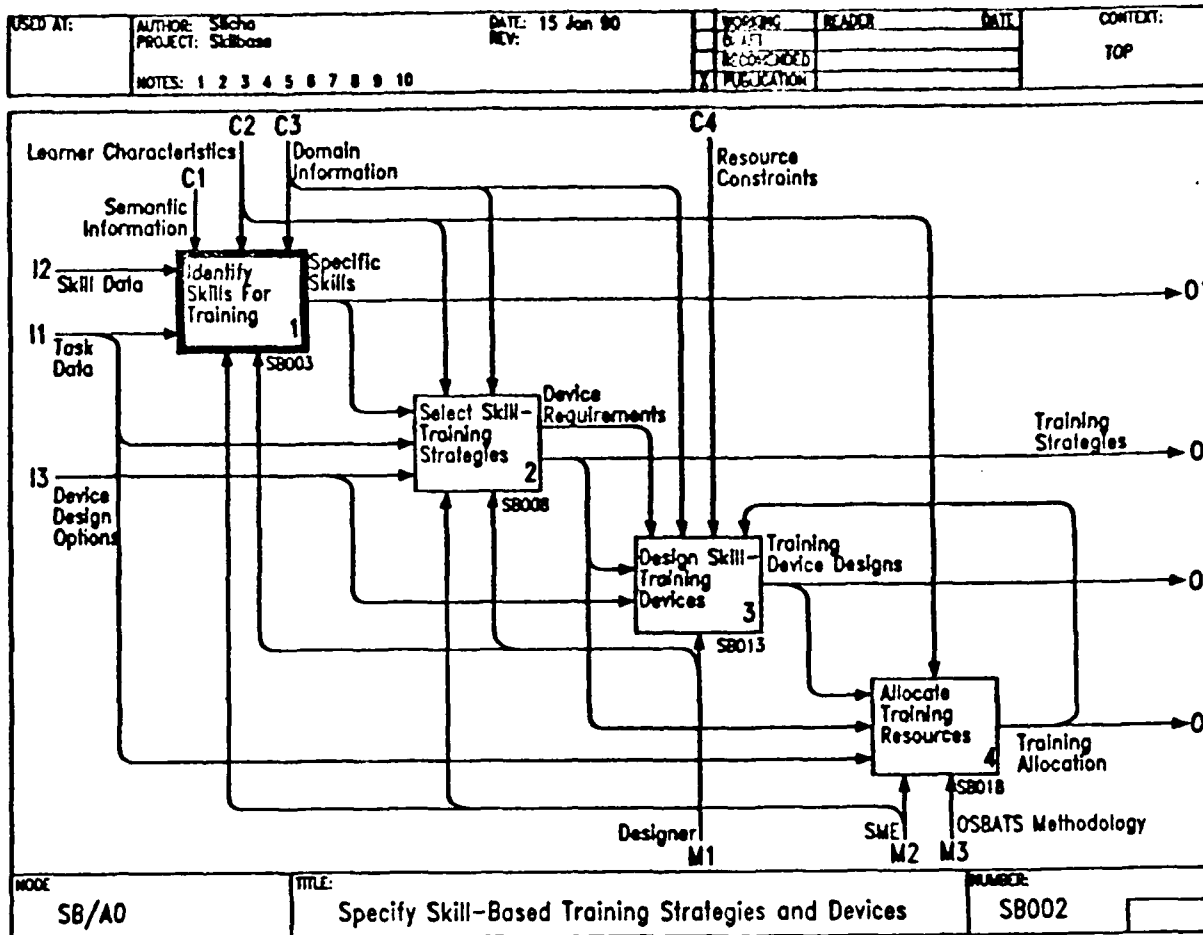 USED AT:
AUTHOR: Slicha
PROJECT: Skillbase
NOTES: 1 2 3 4 5 6 7 8 9 10
DATE: 15 Jan 90
REV:
WORKING
RECOMMENDED
X PUBLICATION
READER DATE
CONTEXT:
TOP
C2 C3
C4
Learner Characteristics
Domain
Information
Resource
Constraints
C1
Semantic
Information
I2
Skill Data
Identify
Skills For
Training
1
Specific
Skills
O1
I1
Task
Data
SB003
Select Skill-
Training
Strategies
2
Device
Requirements
Training
Strategies
O
I3
Device
Design
Options
SB008
Design Skill-
Training
Devices
3
Training
Device Designs
O
SB013
Allocate
Training
Resources
4
Training
Allocation
O
SB018
Designer
M1
SME
M2
M3
OSBATS Methodology
NODE
SB/A0
TITLE:
Specify Skill-Based Training Strategies and Devices
NUMBER:
SB002